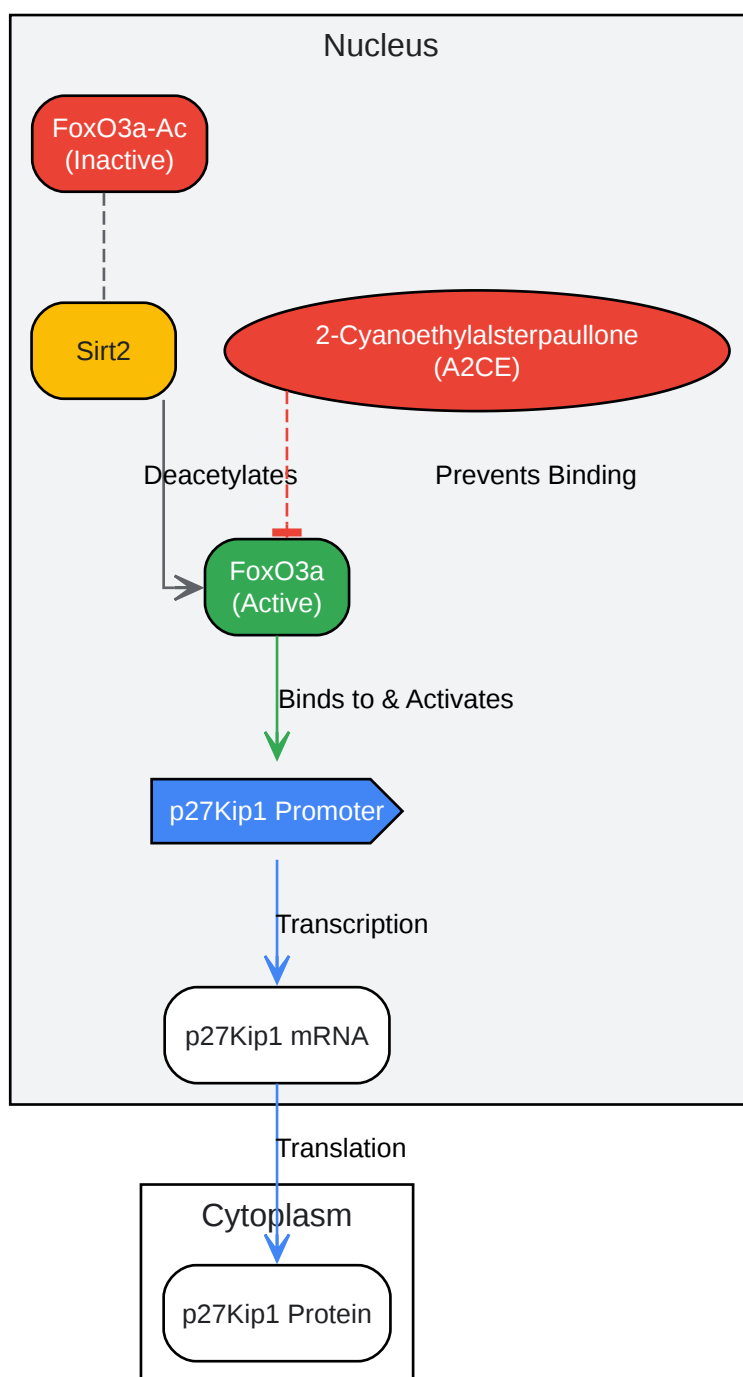 Nucleus
FoxO3a-Ac
(Inactive)
Sirt2
2-Cyanoethylalsterpaullone
(A2CE)
Deacetylates
Prevents Binding
FoxO3a
(Active)
Binds to & Activates
p27Kip1 Promoter
Transcription
p27Kip1 mRNA
Translation
Cytoplasm
p27Kip1 Protein